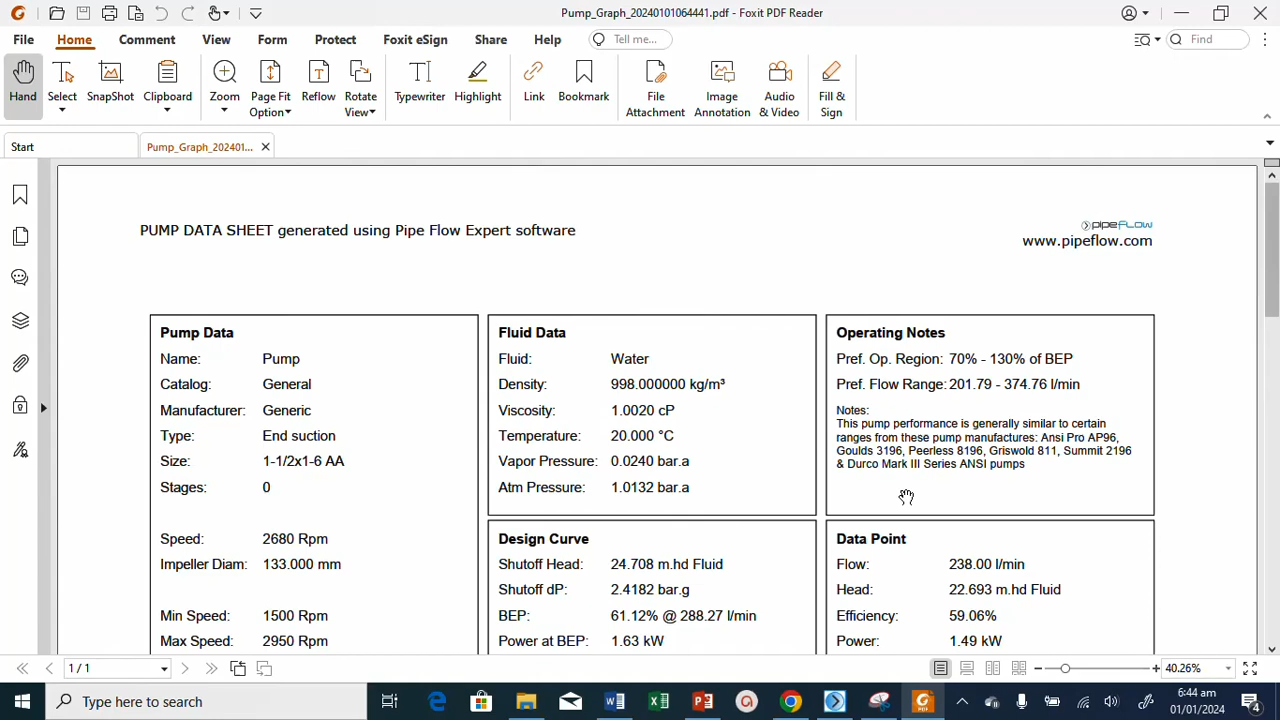 Pump_Graph_20240101064441.pdf - Foxit PDF Reader
File Home Comment View Form Protect Foxit eSign Share Help Tell me... Find
Hand Select SnapShot Clipboard Zoom Page Fit Option Reflow Rotate View Typewriter Highlight Link Bookmark File Attachment Image Annotation Audio & Video Fill & Sign
Start Pump_Graph_202401...
PUMP DATA SHEET generated using Pipe Flow Expert software
pipeflow
www.pipeflow.com
Pump Data
Name: Pump
Catalog: General
Manufacturer: Generic
Type: End suction
Size: 1-1/2x1-6 AA
Stages: 0
Speed: 2680 Rpm
Impeller Diam: 133.000 mm
Min Speed: 1500 Rpm
Max Speed: 2950 Rpm
Fluid Data
Fluid: Water
Density: 998.000000 kg/m³
Viscosity: 1.0020 cP
Temperature: 20.000 °C
Vapor Pressure: 0.0240 bar.a
Atm Pressure: 1.0132 bar.a
Design Curve
Shutoff Head: 24.708 m.hd Fluid
Shutoff dP: 2.4182 bar.g
BEP: 61.12% @ 288.27 l/min
Power at BEP: 1.63 kW
Operating Notes
Pref. Op. Region: 70% - 130% of BEP
Pref. Flow Range: 201.79 - 374.76 l/min
Notes:
This pump performance is generally similar to certain
ranges from these pump manufactures: Ansi Pro AP96,
Goulds 3196, Peerless 8196, Griswold 811, Summit 2196
& Durco Mark III Series ANSI pumps
Data Point
Flow: 238.00 l/min
Head: 22.693 m.hd Fluid
Efficiency: 59.06%
Power: 1.49 kW
1 / 1 40.26%
Type here to search
6:44 am
01/01/2024
4